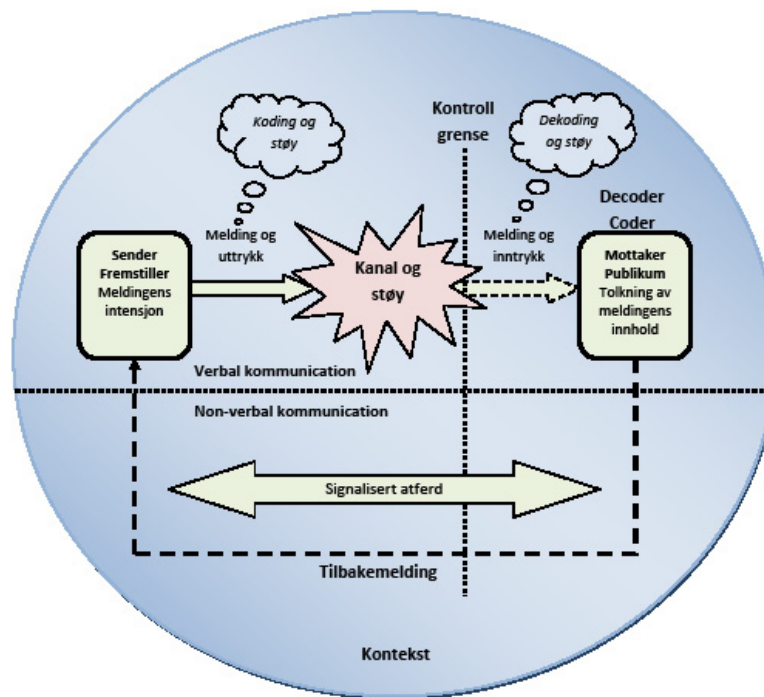 Koding og
støy
Kontroll
grense
Dekoding
og støy
Decoder
Coder
Sender
Fremstiller
Meldingens
intensjon
Melding og
uttrykk
Kanal og
støy
Melding og
inntrykk
Mottaker
Publikum
Tolkning av
meldingens
innhold
Verbal kommunication
Non-verbal kommunication
Signalisert atferd
Tilbakemelding
Kontekst